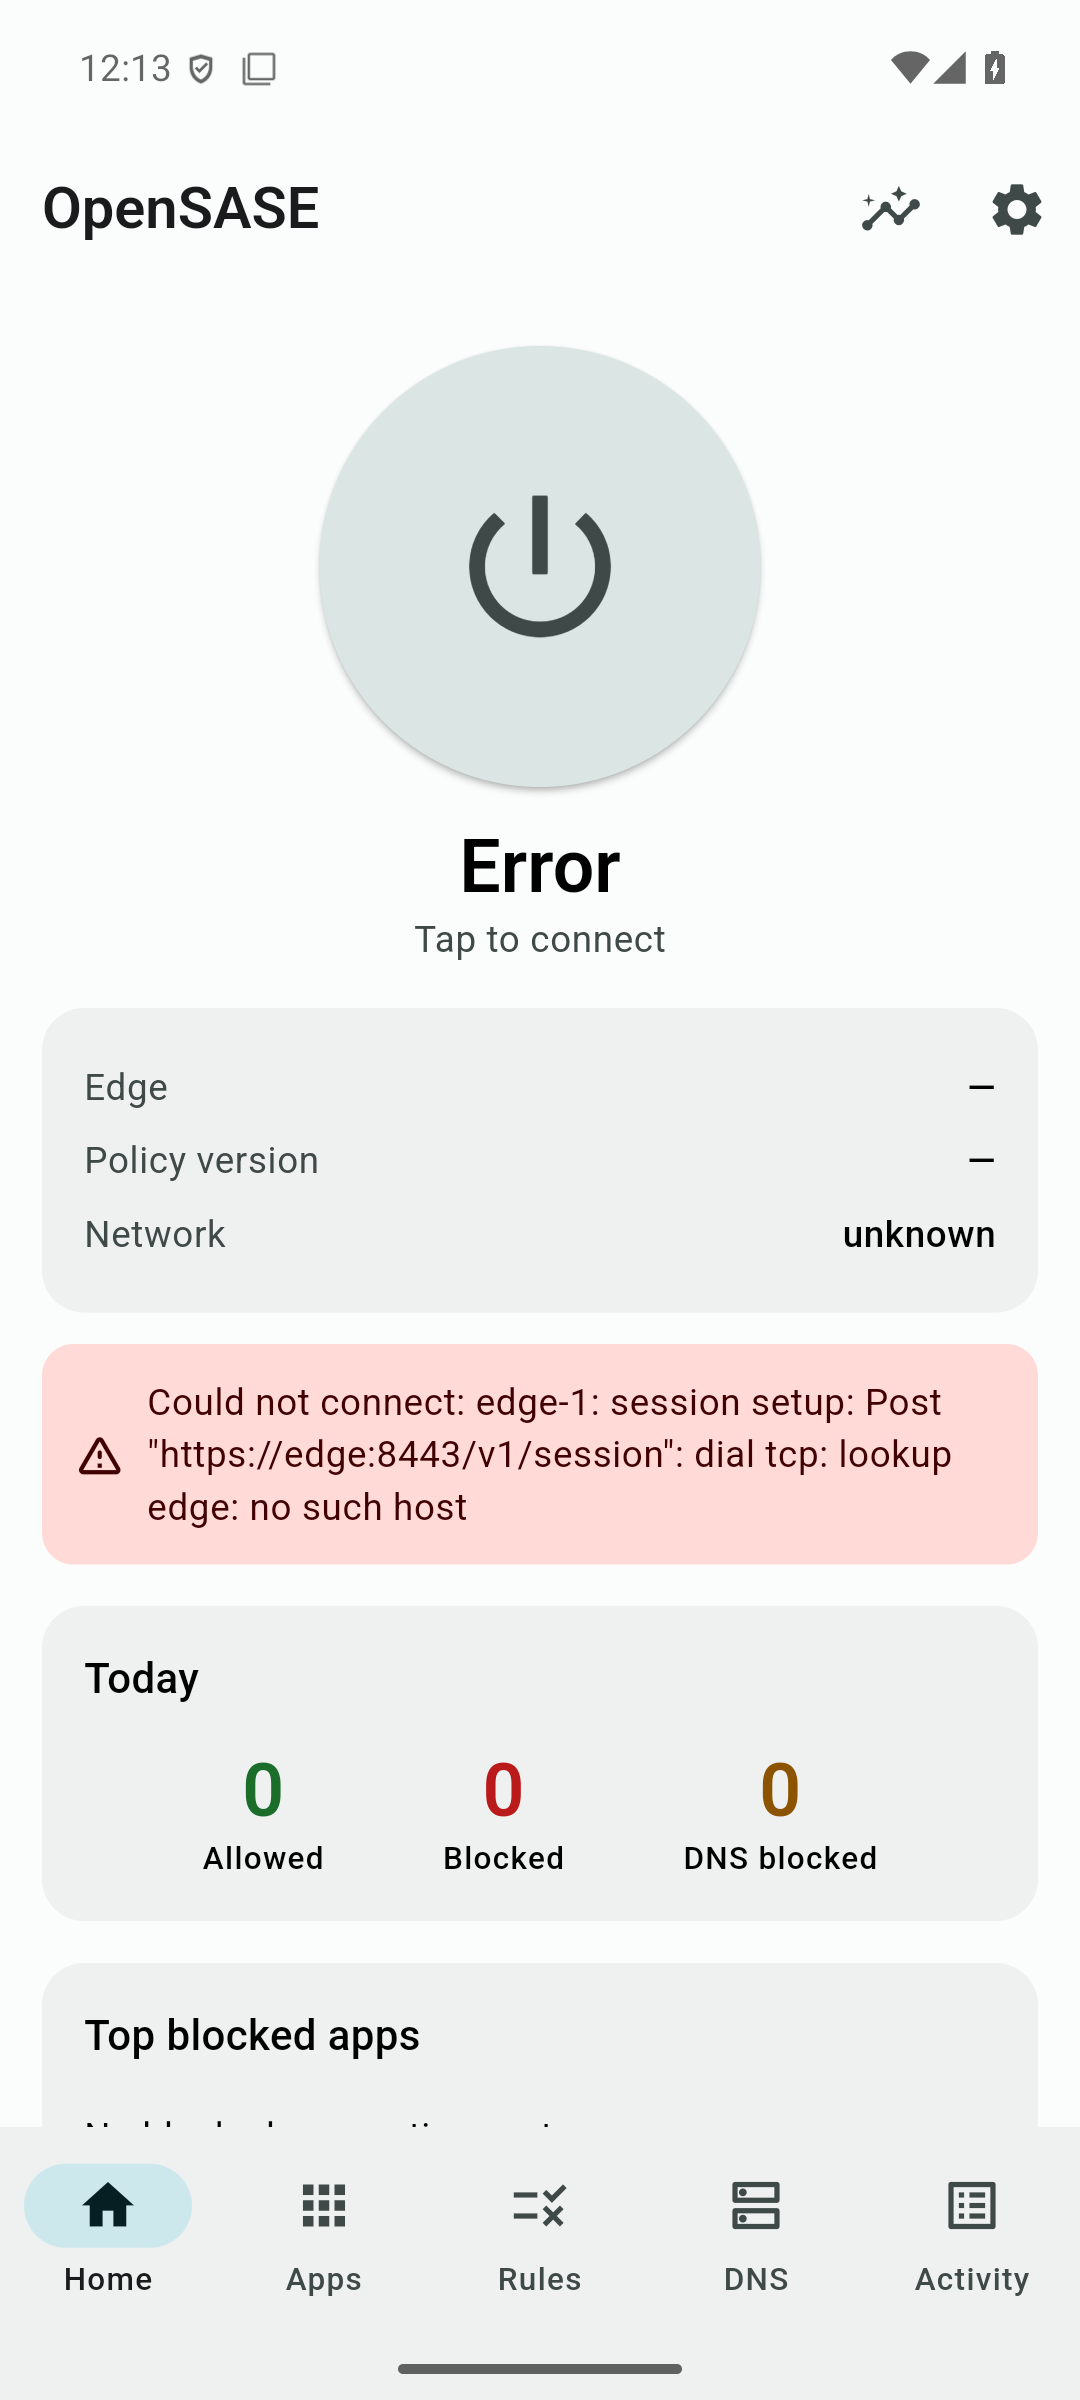 12:13
OpenSASE
Error
Tap to connect
Edge –
Policy version –
Network unknown
Could not connect: edge-1: session setup: Post
"https://edge:8443/v1/session": dial tcp: lookup
edge: no such host
Today
0 0 0
Allowed Blocked DNS blocked
Top blocked apps
Home Apps Rules DNS Activity